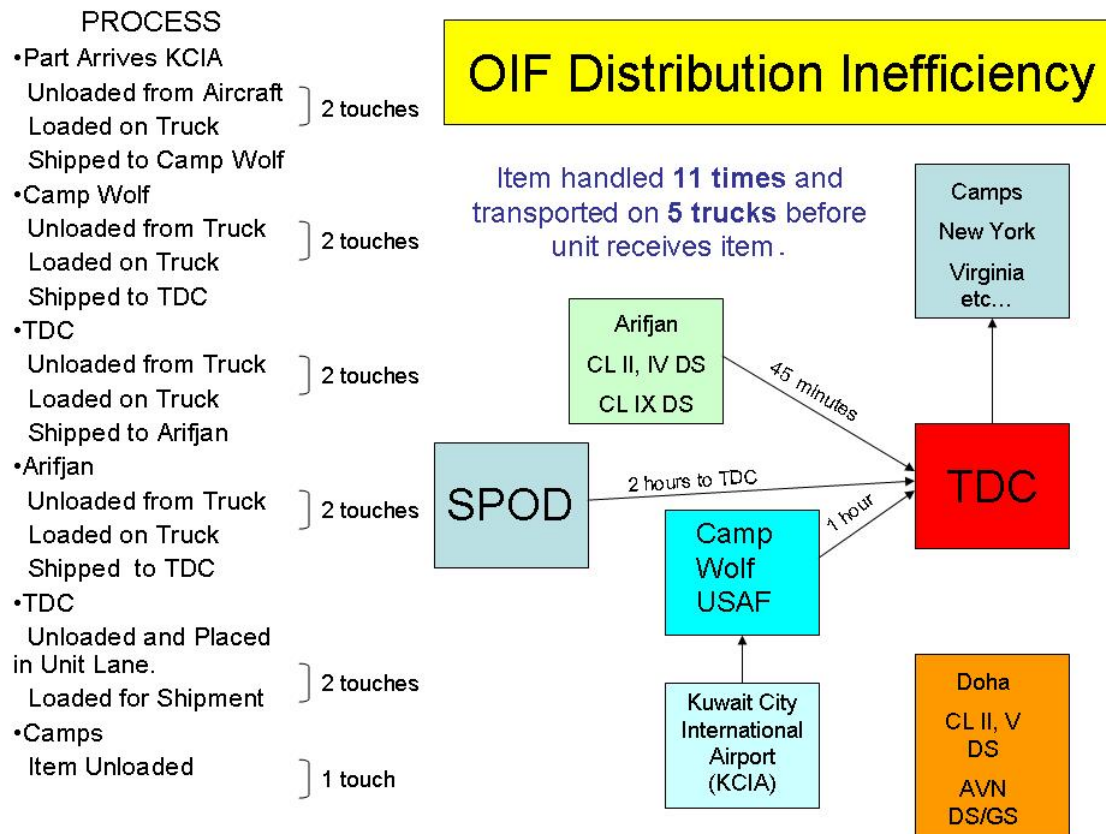 PROCESS
•Part Arrives KCIA
Unloaded from Aircraft
Loaded on Truck
2 touches
Shipped to Camp Wolf
•Camp Wolf
Unloaded from Truck
Loaded on Truck
2 touches
Shipped to TDC
•TDC
Unloaded from Truck
Loaded on Truck
2 touches
Shipped to Arifjan
•Arifjan
Unloaded from Truck
Loaded on Truck
2 touches
Shipped to TDC
•TDC
Unloaded and Placed
in Unit Lane.
Loaded for Shipment
2 touches
•Camps
Item Unloaded
1 touch
OIF Distribution Inefficiency
Item handled 11 times and
transported on 5 trucks before
unit receives item.
Camps
New York
Virginia
etc...
Arifjan
CL II, IV DS
CL IX DS
45 minutes
SPOD
2 hours to TDC
TDC
Camp
Wolf
USAF
1 hour
Kuwait City
International
Airport
(KCIA)
Doha
CL II, V
DS
AVN
DS/GS